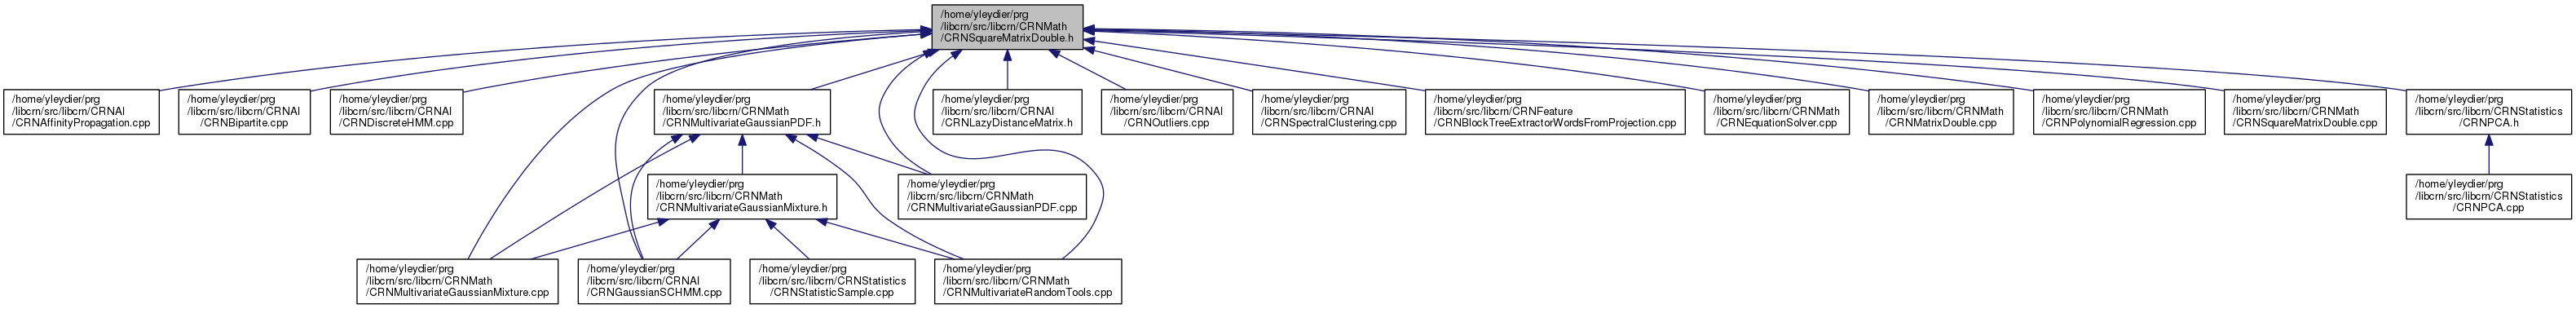 /home/yleydier/prg
/libcrn/src/libcrn/CRNMath
/CRNSquareMatrixDouble.h
/home/yleydier/prg
/libcrn/src/libcrn/CRNAI
/CRNAffinityPropagation.cpp
/home/yleydier/prg
/libcrn/src/libcrn/CRNAI
/CRNBipartite.cpp
/home/yleydier/prg
/libcrn/src/libcrn/CRNAI
/CRNDiscreteHMM.cpp
/home/yleydier/prg
/libcrn/src/libcrn/CRNMath
/CRNMultivariateGaussianPDF.h
/home/yleydier/prg
/libcrn/src/libcrn/CRNAI
/CRNLazyDistanceMatrix.h
/home/yleydier/prg
/libcrn/src/libcrn/CRNAI
/CRNOutliers.cpp
/home/yleydier/prg
/libcrn/src/libcrn/CRNAI
/CRNSpectralClustering.cpp
/home/yleydier/prg
/libcrn/src/libcrn/CRNFeature
/CRNBlockTreeExtractorWordsFromProjection.cpp
/home/yleydier/prg
/libcrn/src/libcrn/CRNMath
/CRNEquationSolver.cpp
/home/yleydier/prg
/libcrn/src/libcrn/CRNMath
/CRNMatrixDouble.cpp
/home/yleydier/prg
/libcrn/src/libcrn/CRNMath
/CRNPolynomialRegression.cpp
/home/yleydier/prg
/libcrn/src/libcrn/CRNMath
/CRNSquareMatrixDouble.cpp
/home/yleydier/prg
/libcrn/src/libcrn/CRNStatistics
/CRNPCA.h
/home/yleydier/prg
/libcrn/src/libcrn/CRNMath
/CRNMultivariateGaussianMixture.h
/home/yleydier/prg
/libcrn/src/libcrn/CRNMath
/CRNMultivariateGaussianPDF.cpp
/home/yleydier/prg
/libcrn/src/libcrn/CRNStatistics
/CRNPCA.cpp
/home/yleydier/prg
/libcrn/src/libcrn/CRNMath
/CRNMultivariateGaussianMixture.cpp
/home/yleydier/prg
/libcrn/src/libcrn/CRNAI
/CRNGaussianSCHMM.cpp
/home/yleydier/prg
/libcrn/src/libcrn/CRNStatistics
/CRNStatisticSample.cpp
/home/yleydier/prg
/libcrn/src/libcrn/CRNMath
/CRNMultivariateRandomTools.cpp